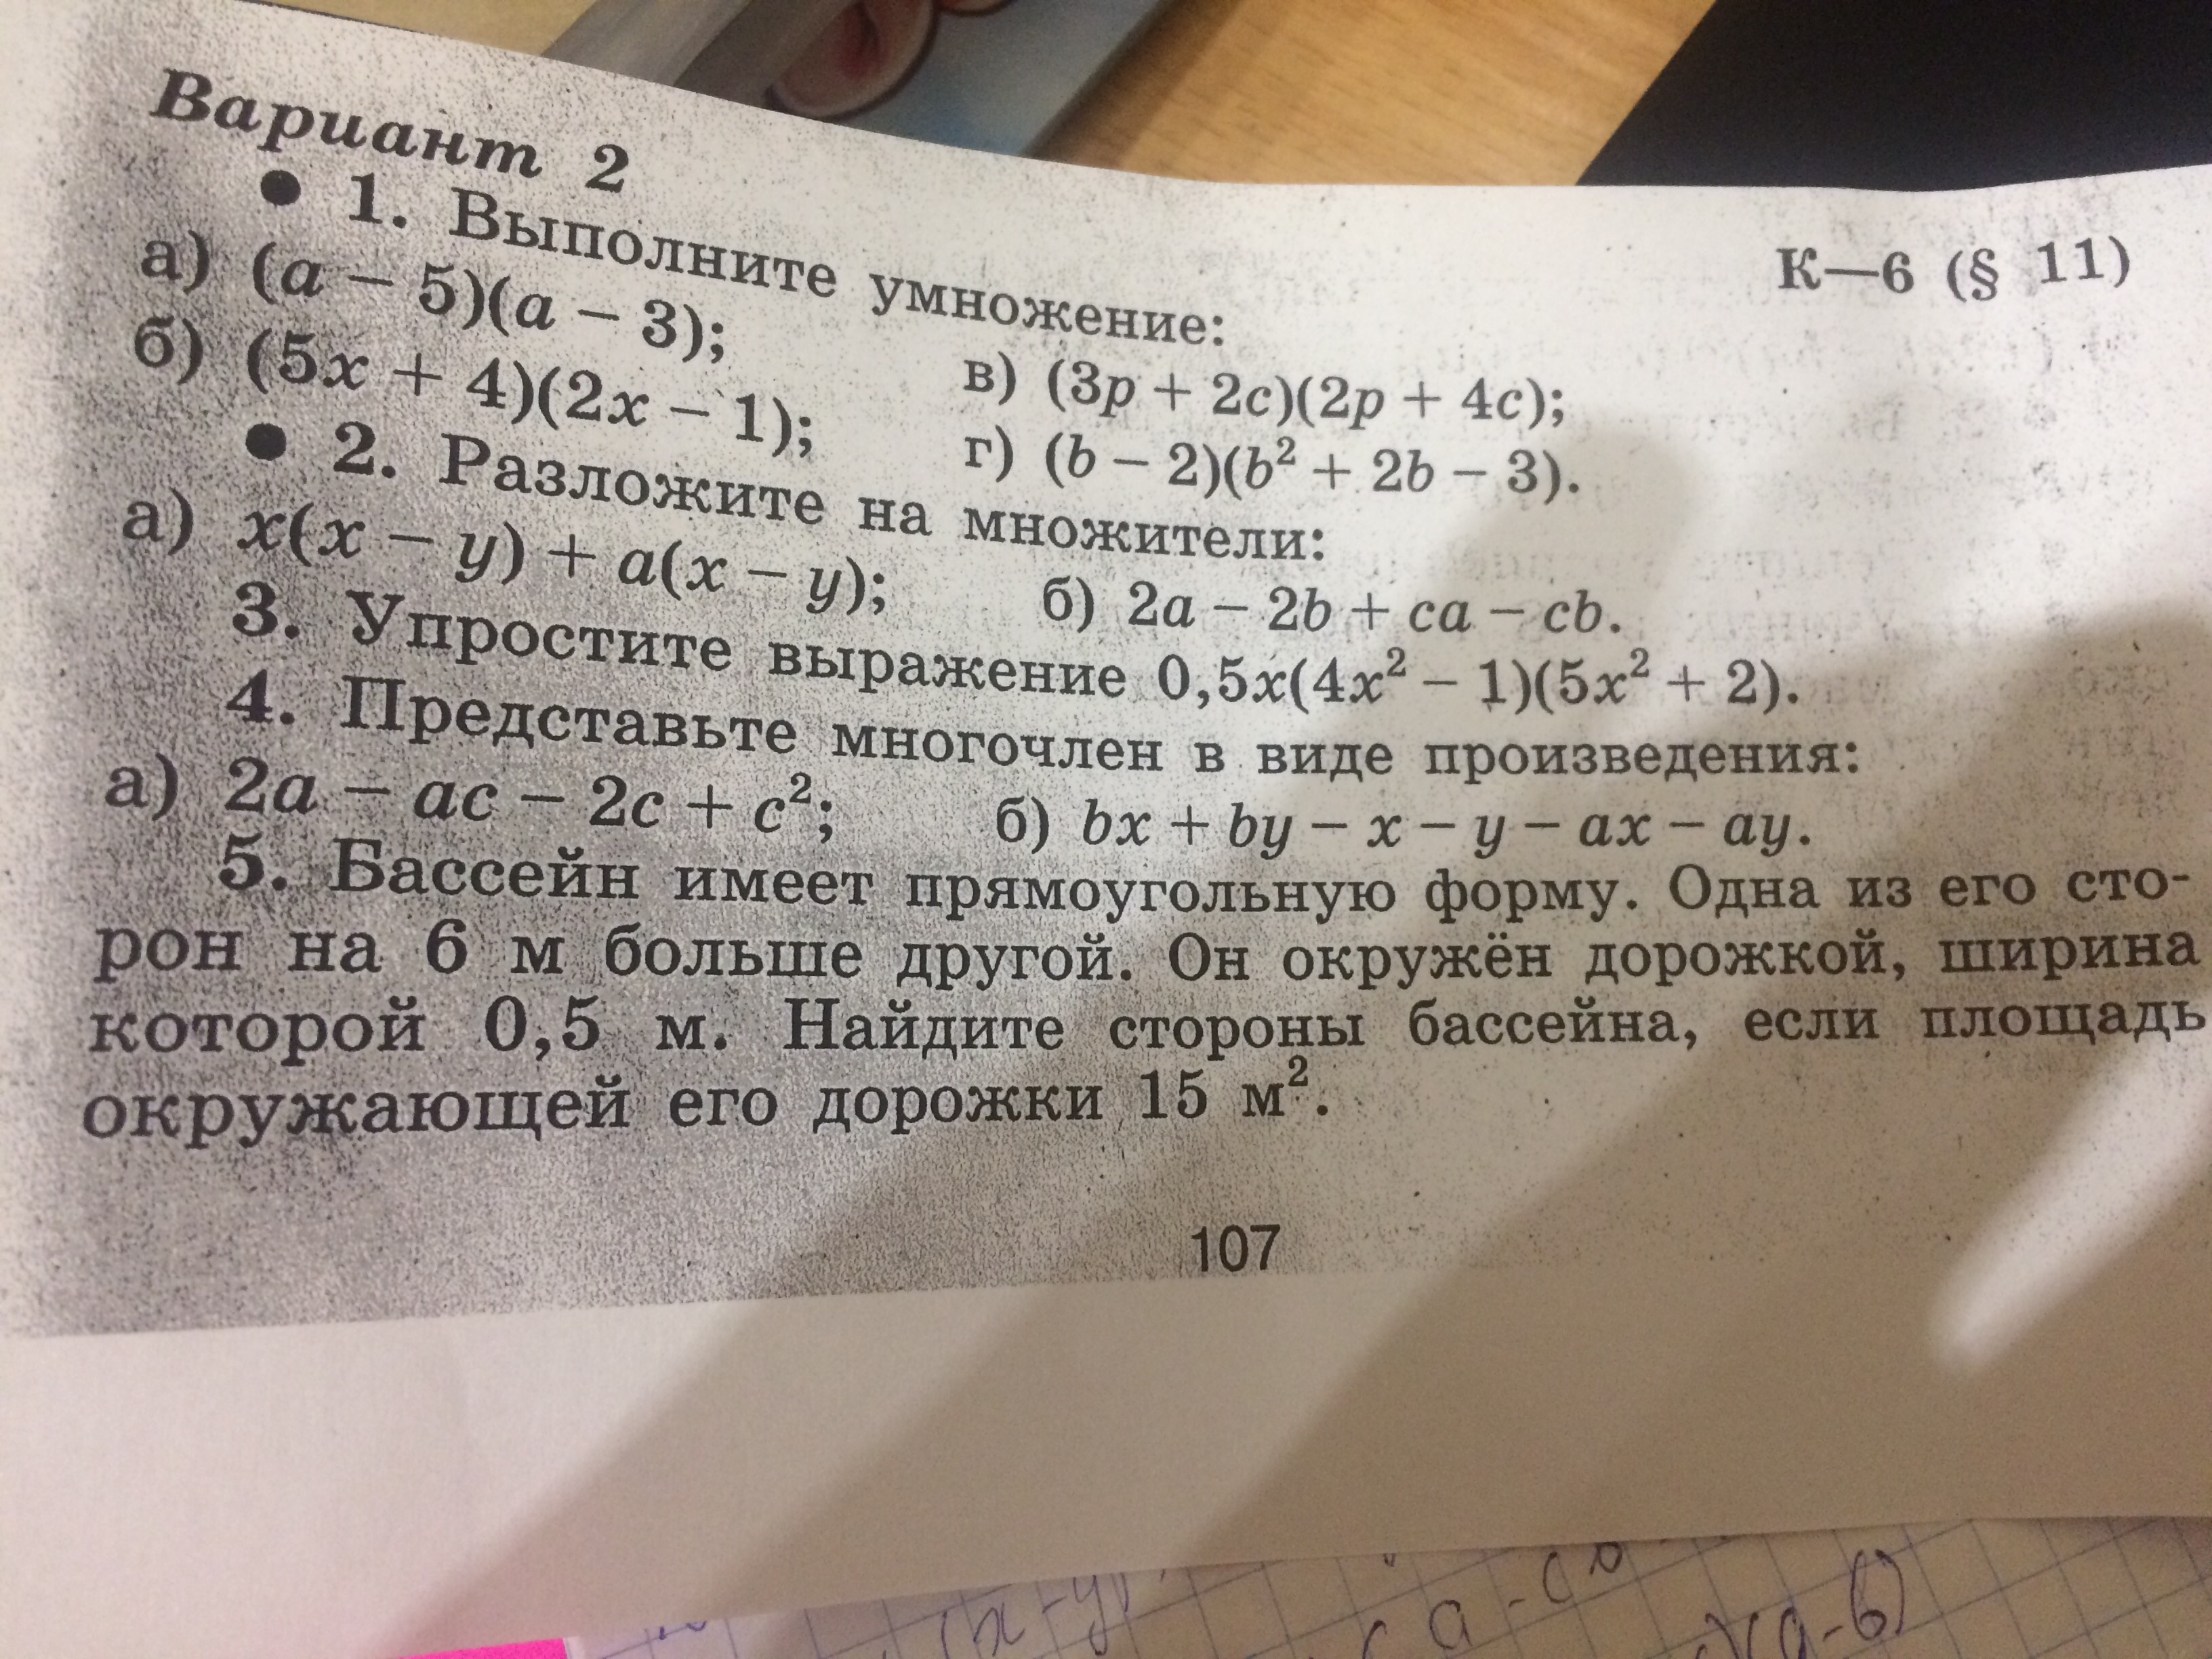 Вариант 2
К—6 (§ 11)
• 1. Выполните умножение:
а) (a − 5)(a − 3);
в) (3p + 2c)(2p + 4c);
б) (5x + 4)(2x − 1);
г) (b − 2)(b² + 2b − 3).
• 2. Разложите на множители:
а) x(x − y) + a(x − y);
б) 2a − 2b + ca − cb.
3. Упростите выражение 0,5x(4x² − 1)(5x² + 2).
4. Представьте многочлен в виде произведения:
а) 2a − ac − 2c + c²;
б) bx + by − x − y − ax − ay.
5. Бассейн имеет прямоугольную форму. Одна из его сто-
рон на 6 м больше другой. Он окружён дорожкой, ширина
которой 0,5 м. Найдите стороны бассейна, если площадь
окружающей его дорожки 15 м².
107
(x-y)